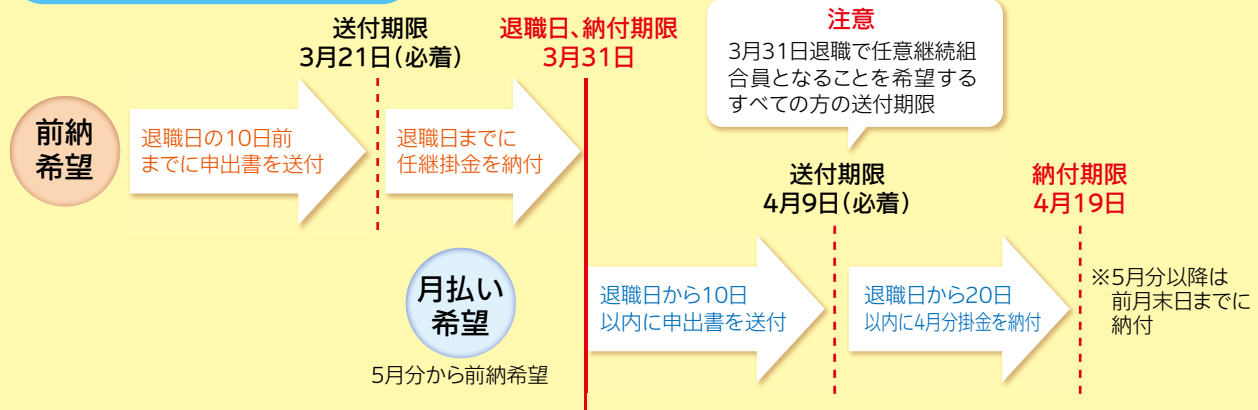 送付期限
3月21日(必着)
退職日、納付期限
3月31日
注意
3月31日退職で任意継続組
合員となることを希望する
すべての方の送付期限
前納
希望
退職日の10日前
までに申出書を送付
退職日までに
任継掛金を納付
送付期限
4月9日(必着)
納付期限
4月19日
月払い
希望
5月分から前納希望
退職日から10日
以内に申出書を送付
退職日から20日
以内に4月分掛金を納付
※5月分以降は
前月末日までに
納付